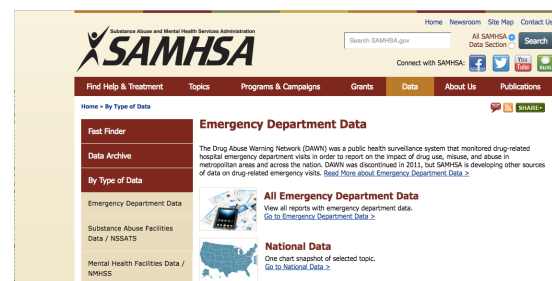 Home Newsroom Site Map Contact Us
Substance Abuse and Mental Health Services Administration
SAMHSA
Search SAMHSA.gov
All SAMHSA
Data Section
Search
Connect with SAMHSA:
You Tube
BLOG
Find Help & Treatment Topics Programs & Campaigns Grants Data About Us Publications
Home » By Type of Data
SHARE+
Fast Finder
Data Archive
By Type of Data
Emergency Department Data
Substance Abuse Facilities
Data / NSSATS
Mental Health Facilities Data /
NMHSS
Emergency Department Data
The Drug Abuse Warning Network (DAWN) was a public health surveillance system that monitored drug-related
hospital emergency department visits in order to report on the impact of drug use, misuse, and abuse in
metropolitan areas and across the nation. DAWN was discontinued in 2011, but SAMHSA is developing other sources
of data on drug-related emergency visits. Read More about Emergency Department Data >
All Emergency Department Data
View all reports with emergency department data.
Go to Emergency Department Data >
National Data
One chart snapshot of selected topic.
Go to National Data >